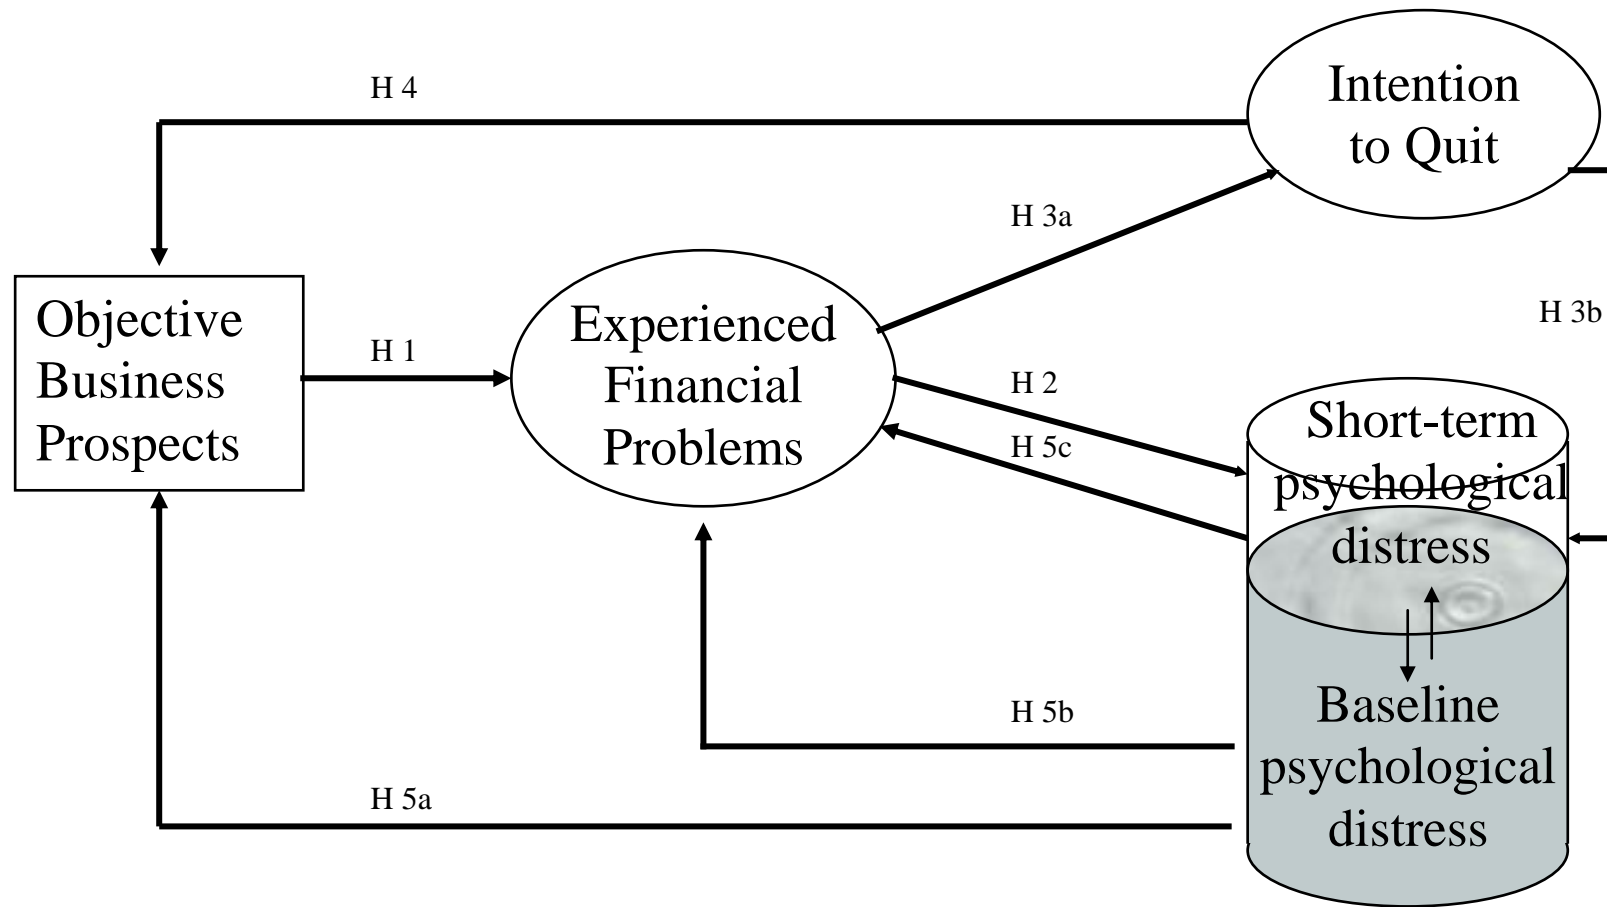 H 4
Intention
to Quit
H 3a
H 3b
Objective
Business
Prospects
H 1
Experienced
Financial
Problems
H 2
H 5c
Short-term
psychological
distress
H 5b
Baseline
psychological
distress
H 5a